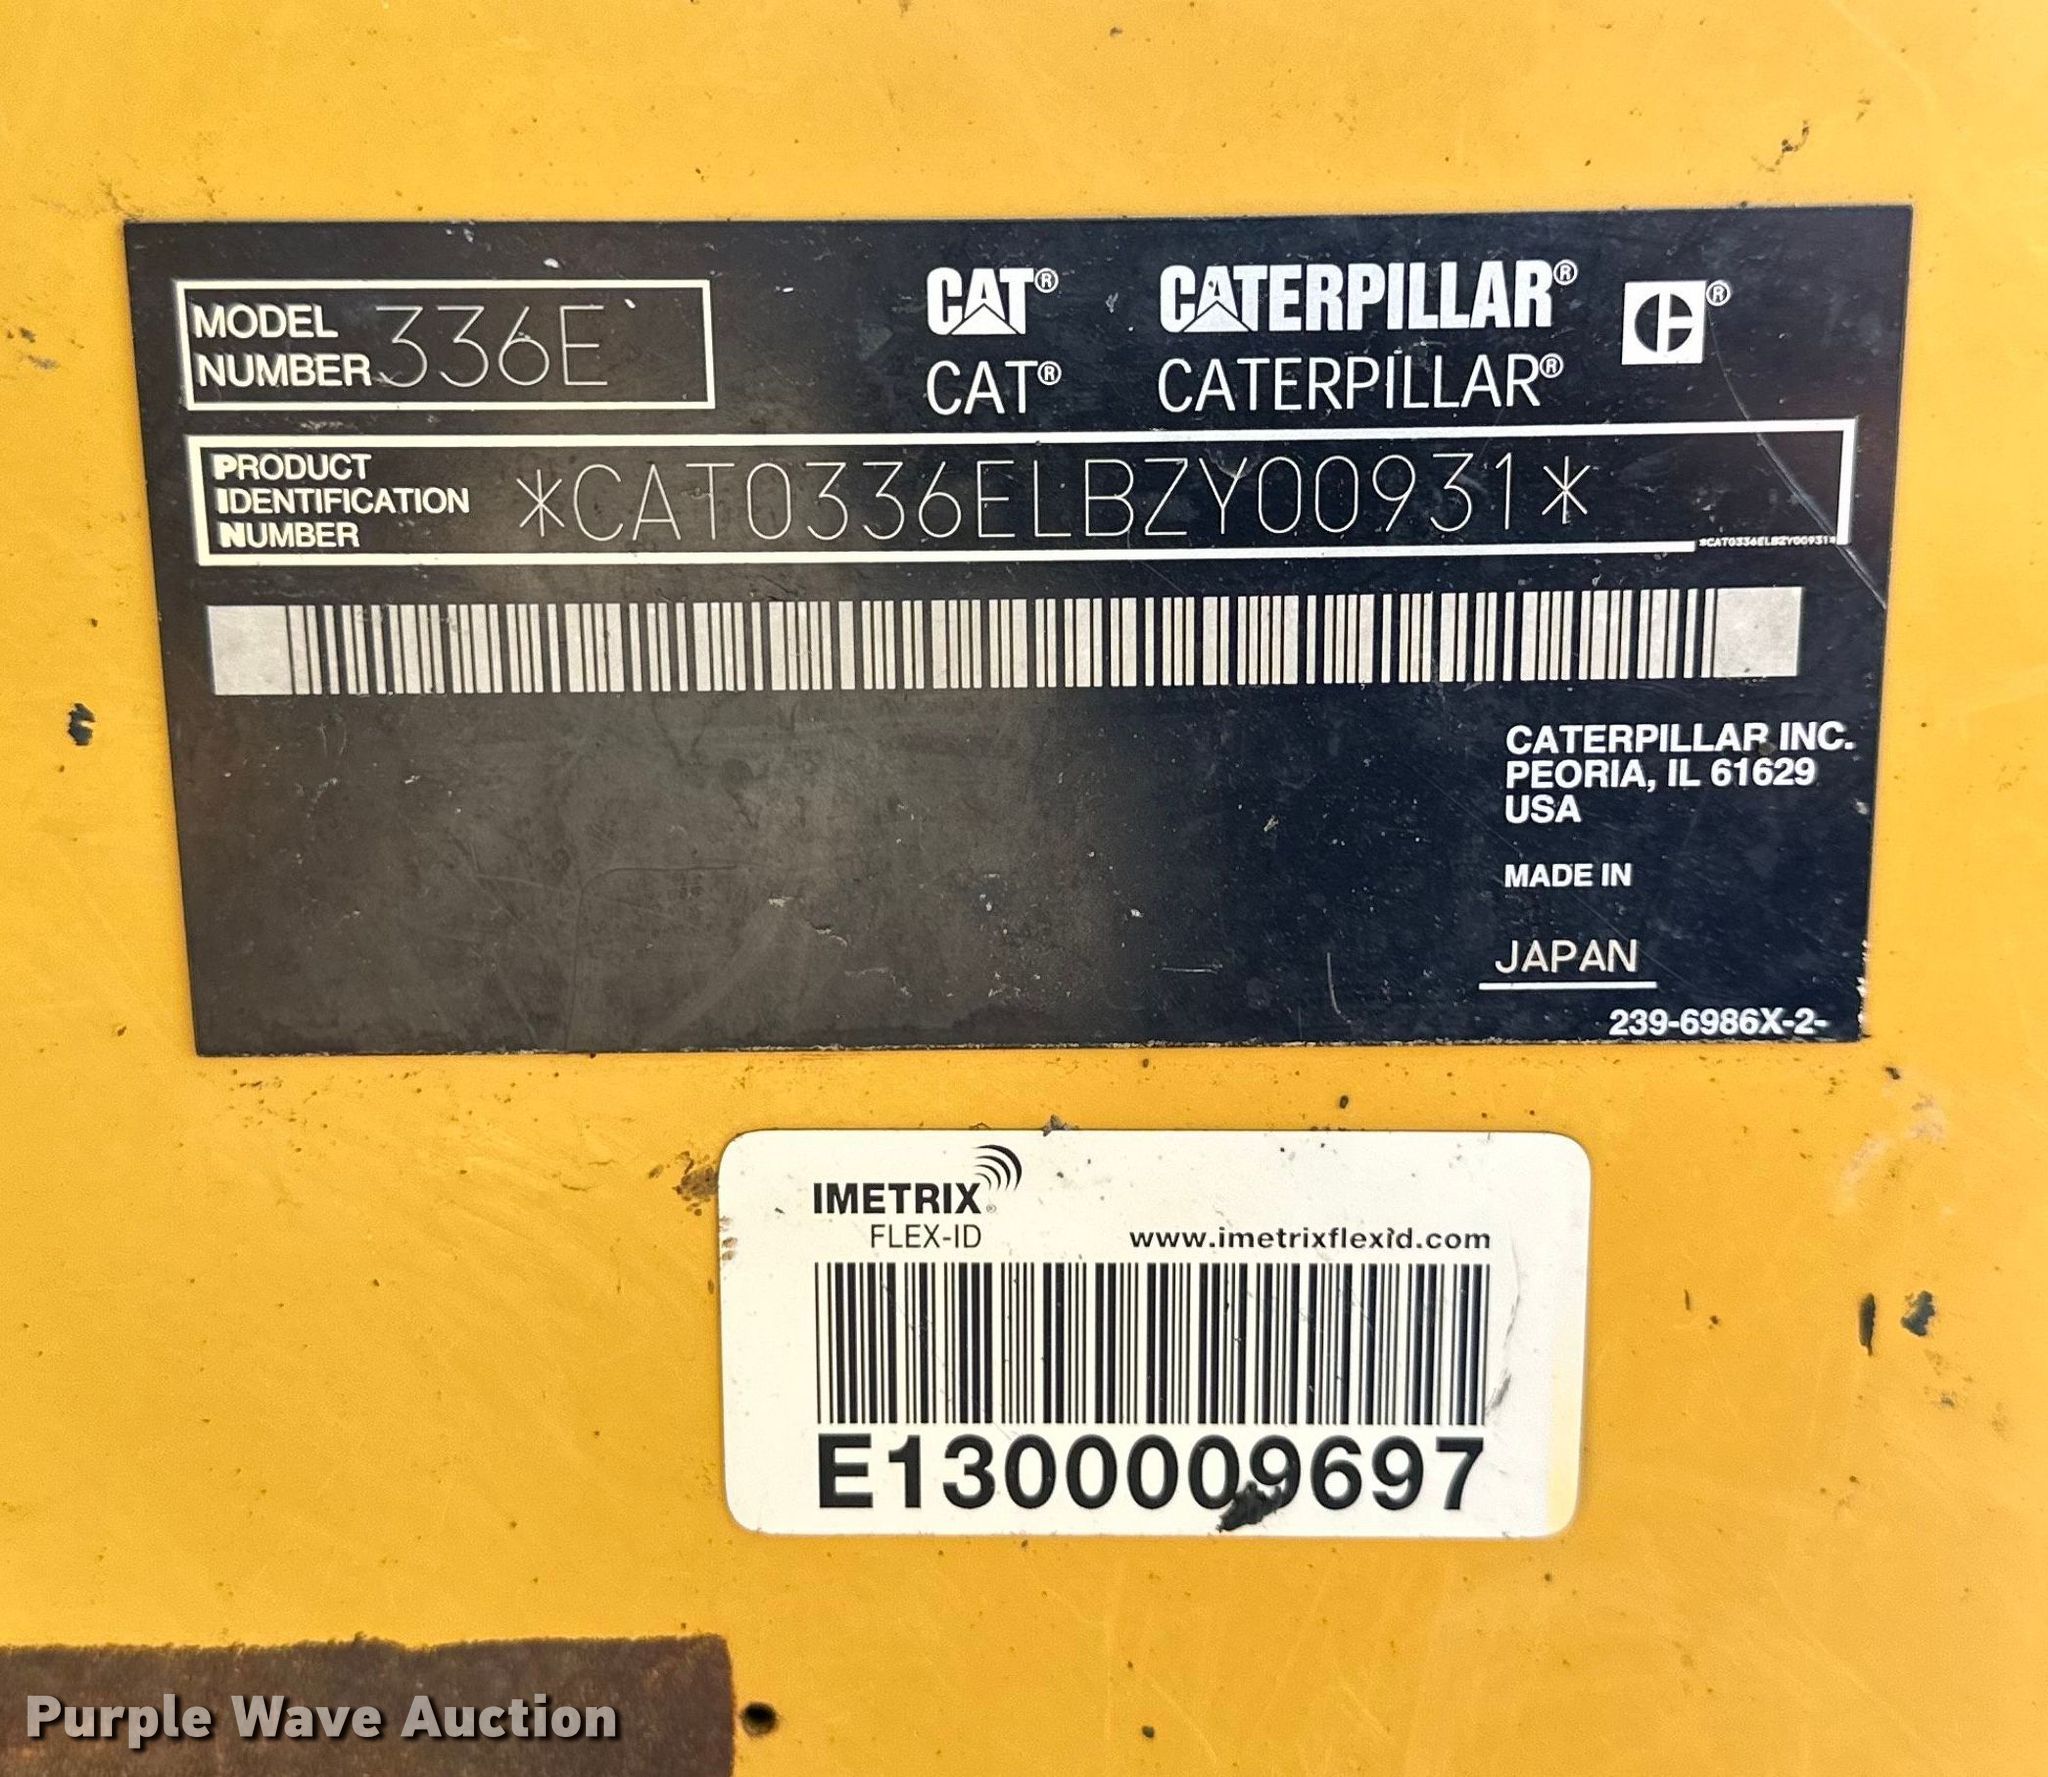 MODEL NUMBER 336E
CAT® CATERPILLAR® ®
CAT® CATERPILLAR®
PRODUCT
IDENTIFICATION
NUMBER
*CAT0336ELBZY00931*
*CAT0336ELBZY00931*
CATERPILLAR INC.
PEORIA, IL 61629
USA
MADE IN
JAPAN
239-6986X-2-
IMETRIX®
FLEX-ID
www.imetrixflexid.com
E1300009697
Purple Wave Auction